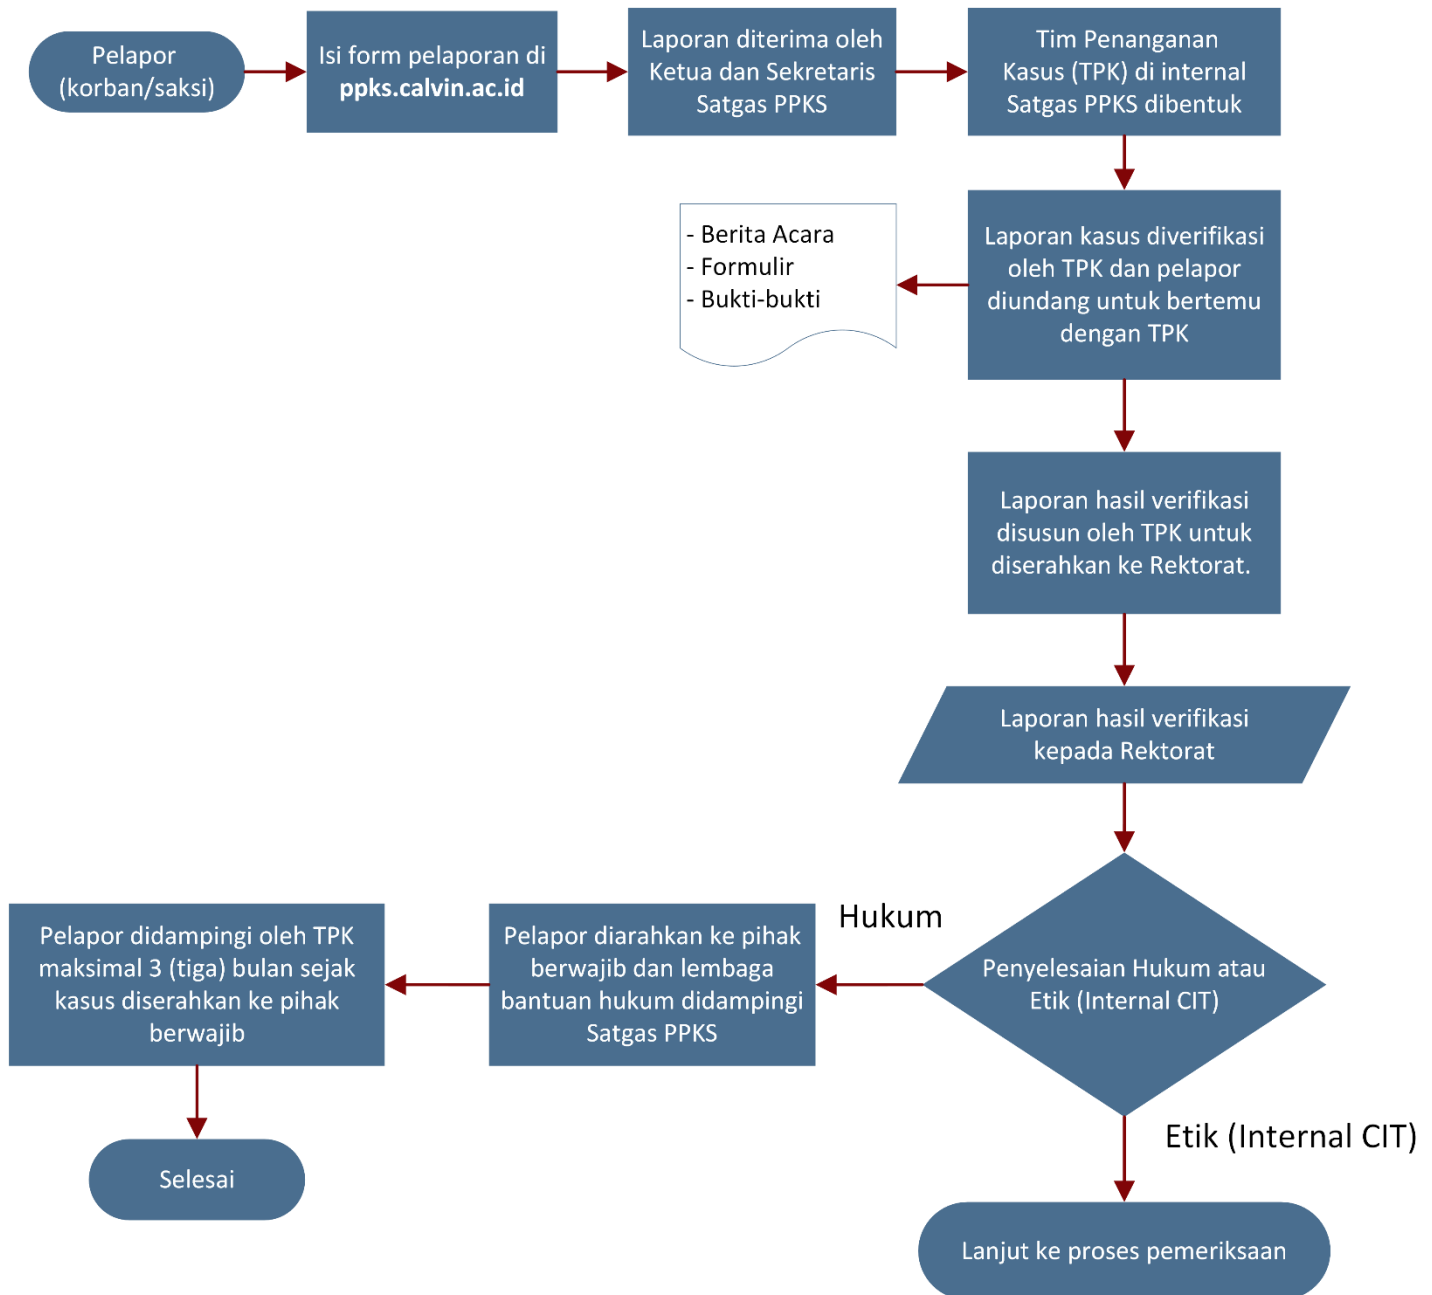 Pelapor
(korban/saksi)
Isi form pelaporan di
ppks.calvin.ac.id
Laporan diterima oleh
Ketua dan Sekretaris
Satgas PPKS
Tim Penanganan
Kasus (TPK) di internal
Satgas PPKS dibentuk
- Berita Acara
- Formulir
- Bukti-bukti
Laporan kasus diverifikasi
oleh TPK dan pelapor
diundang untuk bertemu
dengan TPK
Laporan hasil verifikasi
disusun oleh TPK untuk
diserahkan ke Rektorat.
Laporan hasil verifikasi
kepada Rektorat
Penyelesaian Hukum atau
Etik (Internal CIT)
Hukum
Pelapor diarahkan ke pihak
berwajib dan lembaga
bantuan hukum didampingi
Satgas PPKS
Pelapor didampingi oleh TPK
maksimal 3 (tiga) bulan sejak
kasus diserahkan ke pihak
berwajib
Selesai
Etik (Internal CIT)
Lanjut ke proses pemeriksaan